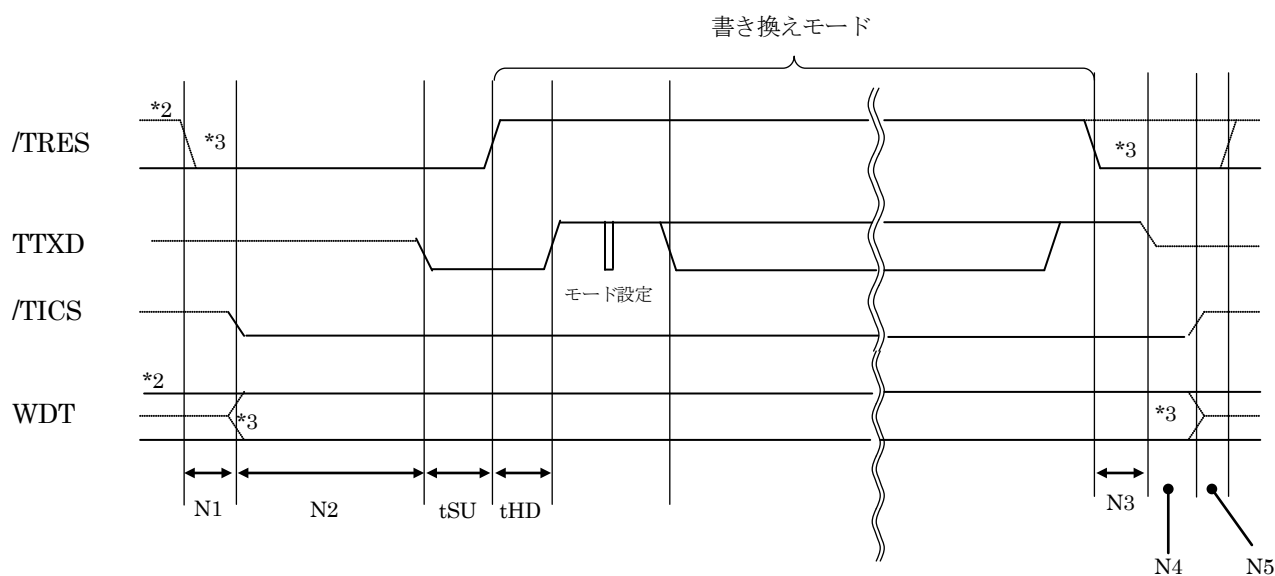 書き換えモード
*2
*3
*3
/TRES
TTXD
モード設定
/TICS
*2
WDT
*3
*3
N1
N2
tSU
tHD
N3
N4
N5